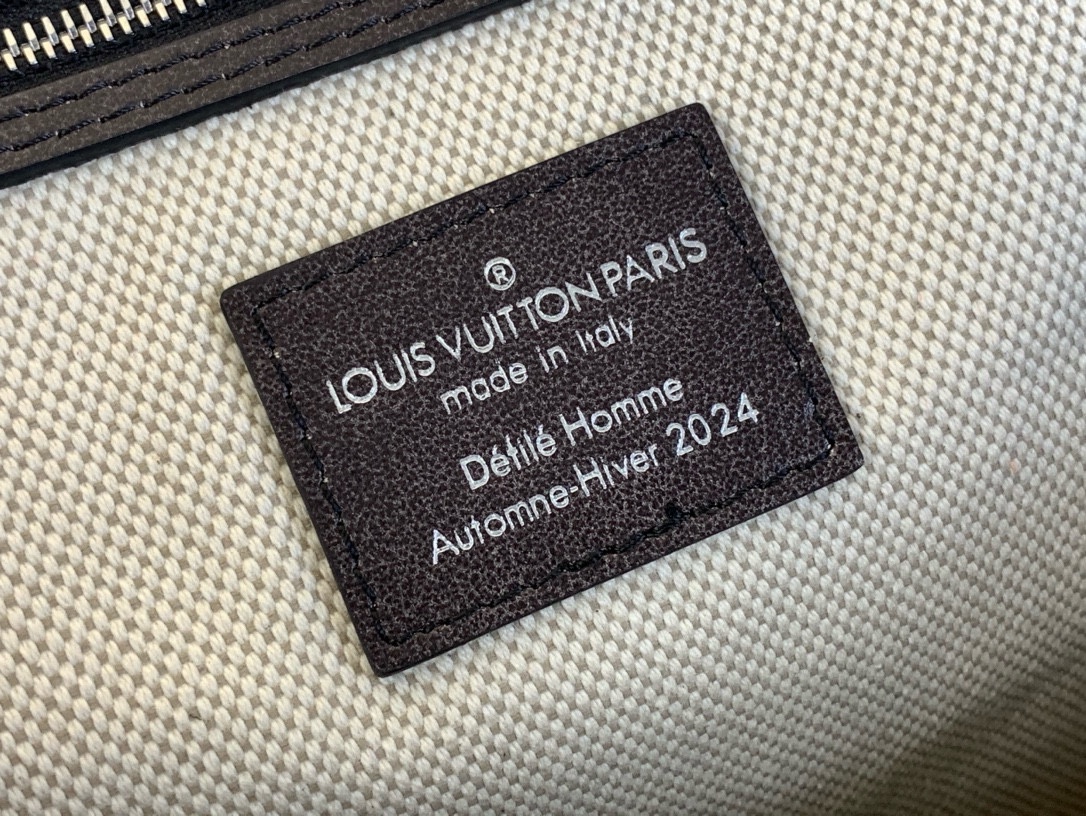 ®
LOUIS VUITTON PARIS
made in Italy
Défilé Homme
Automne-Hiver 2024